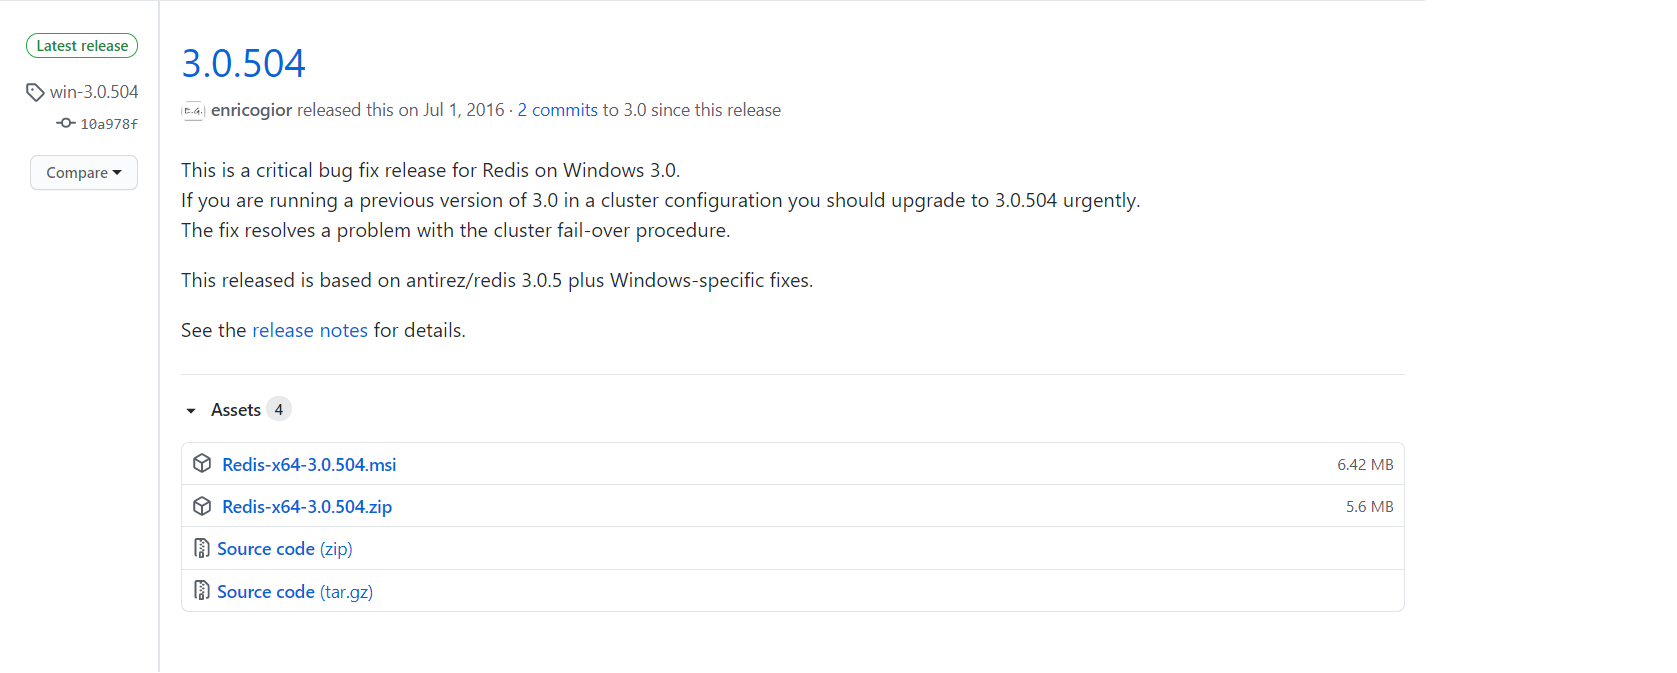 Latest release
win-3.0.504
10a978f
Compare
3.0.504
enricogior released this on Jul 1, 2016 · 2 commits to 3.0 since this release
This is a critical bug fix release for Redis on Windows 3.0.
If you are running a previous version of 3.0 in a cluster configuration you should upgrade to 3.0.504 urgently.
The fix resolves a problem with the cluster fail-over procedure.
This released is based on antirez/redis 3.0.5 plus Windows-specific fixes.
See the release notes for details.
Assets 4
Redis-x64-3.0.504.msi 6.42 MB
Redis-x64-3.0.504.zip 5.6 MB
Source code (zip)
Source code (tar.gz)